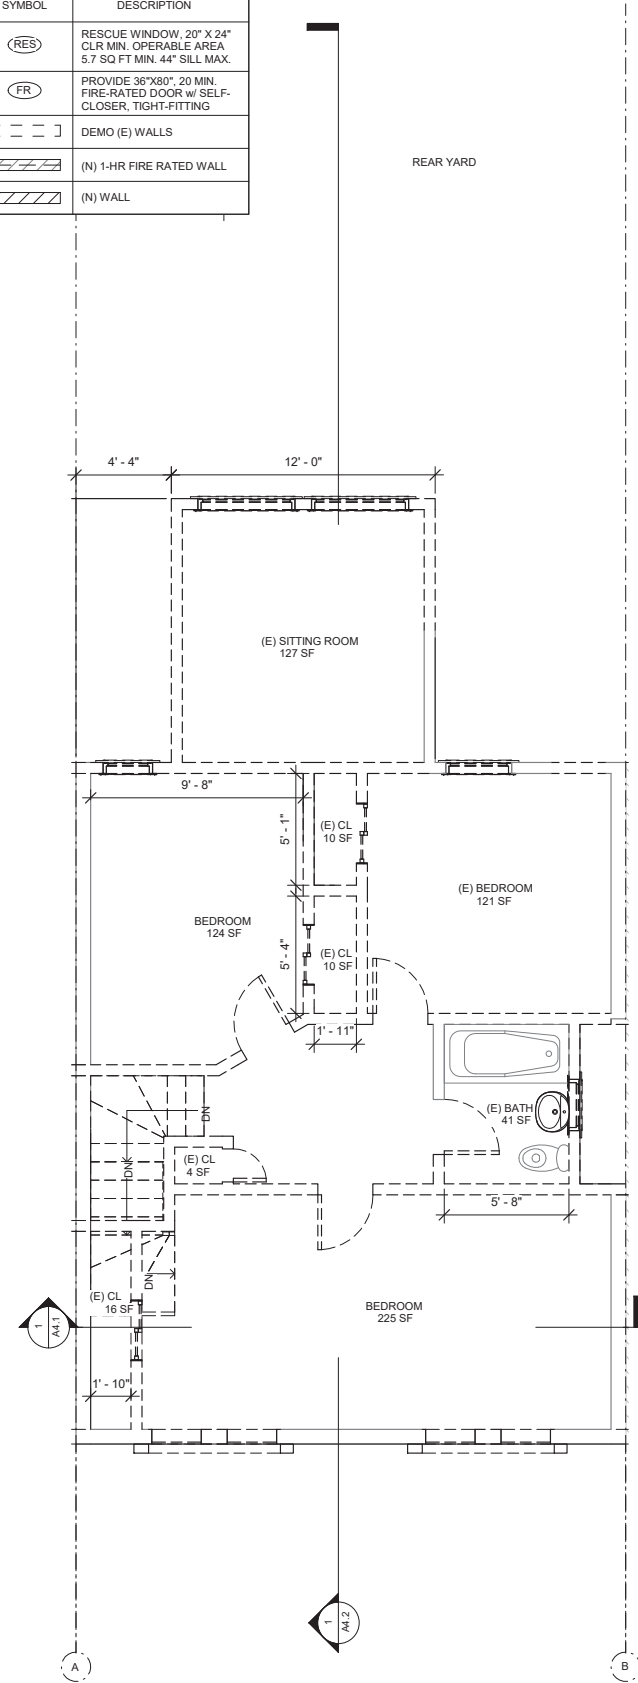 SYMBOL DESCRIPTION
RES
RESCUE WINDOW, 20" X 24"
CLR MIN. OPERABLE AREA
5.7 SQ FT MIN. 44" SILL MAX.
FR
PROVIDE 36"X80", 20 MIN.
FIRE-RATED DOOR w/ SELF-
CLOSER, TIGHT-FITTING
DEMO (E) WALLS
(N) 1-HR FIRE RATED WALL
(N) WALL
REAR YARD
4' - 4"
12' - 0"
(E) SITTING ROOM
127 SF
9' - 8"
5' - 1"
(E) CL
10 SF
(E) BEDROOM
121 SF
BEDROOM
124 SF
5' - 4"
(E) CL
10 SF
1' - 11"
DN
(E) BATH
41 SF
(E) CL
4 SF
DN
5' - 8"
DN
(E) CL
16 SF
BEDROOM
225 SF
1
A4.1
1' - 10"
1
A4.2
A
B